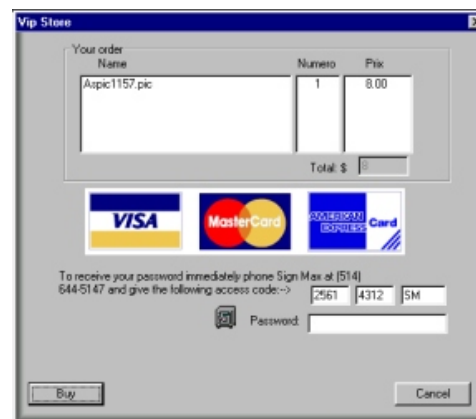 Vip Store
Your order
Name Numero Prix
Aspic1157.pic 1 8.00
Total: $ 8
VISA MasterCard AMERICAN EXPRESS Card
To receive your password immediately phone Sign Max at (514)
644-5147 and give the following access code:--> 2561 4312 SM
Password:
Buy Cancel